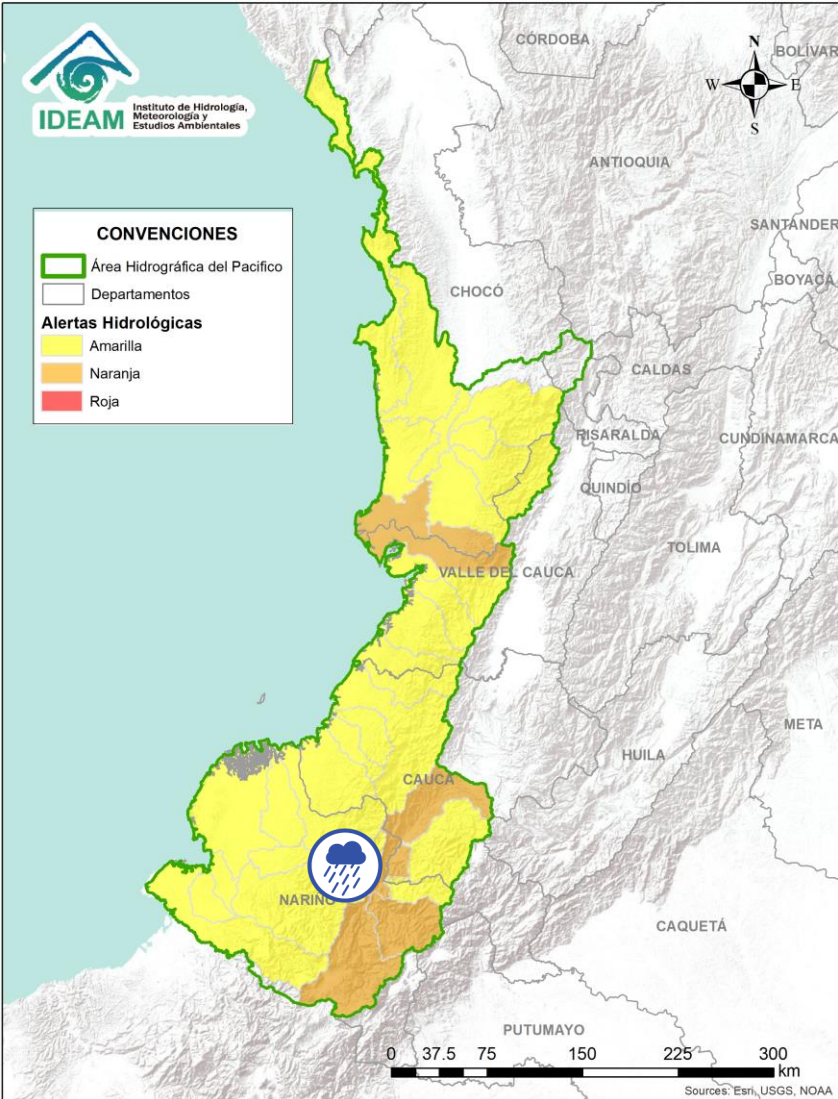 IDEAM
Instituto de Hidrología,
Meteorología y
Estudios Ambientales
CÓRDOBA
BOLÍVAR
N
W
E
S
ANTIOQUIA
CONVENCIONES
Área Hidrográfica del Pacifico
Departamentos
Alertas Hidrológicas
Amarilla
Naranja
Roja
SANTANDER
BOYACÁ
CHOCÓ
CALDAS
RISARALDA
CUNDINAMARCA
QUINDÍO
TOLIMA
VALLE DEL CAUCA
META
HUILA
CAUCA
NARIÑO
CAQUETÁ
PUTUMAYO
0 37.5 75 150 225 300
km
Sources: Esri, USGS, NOAA